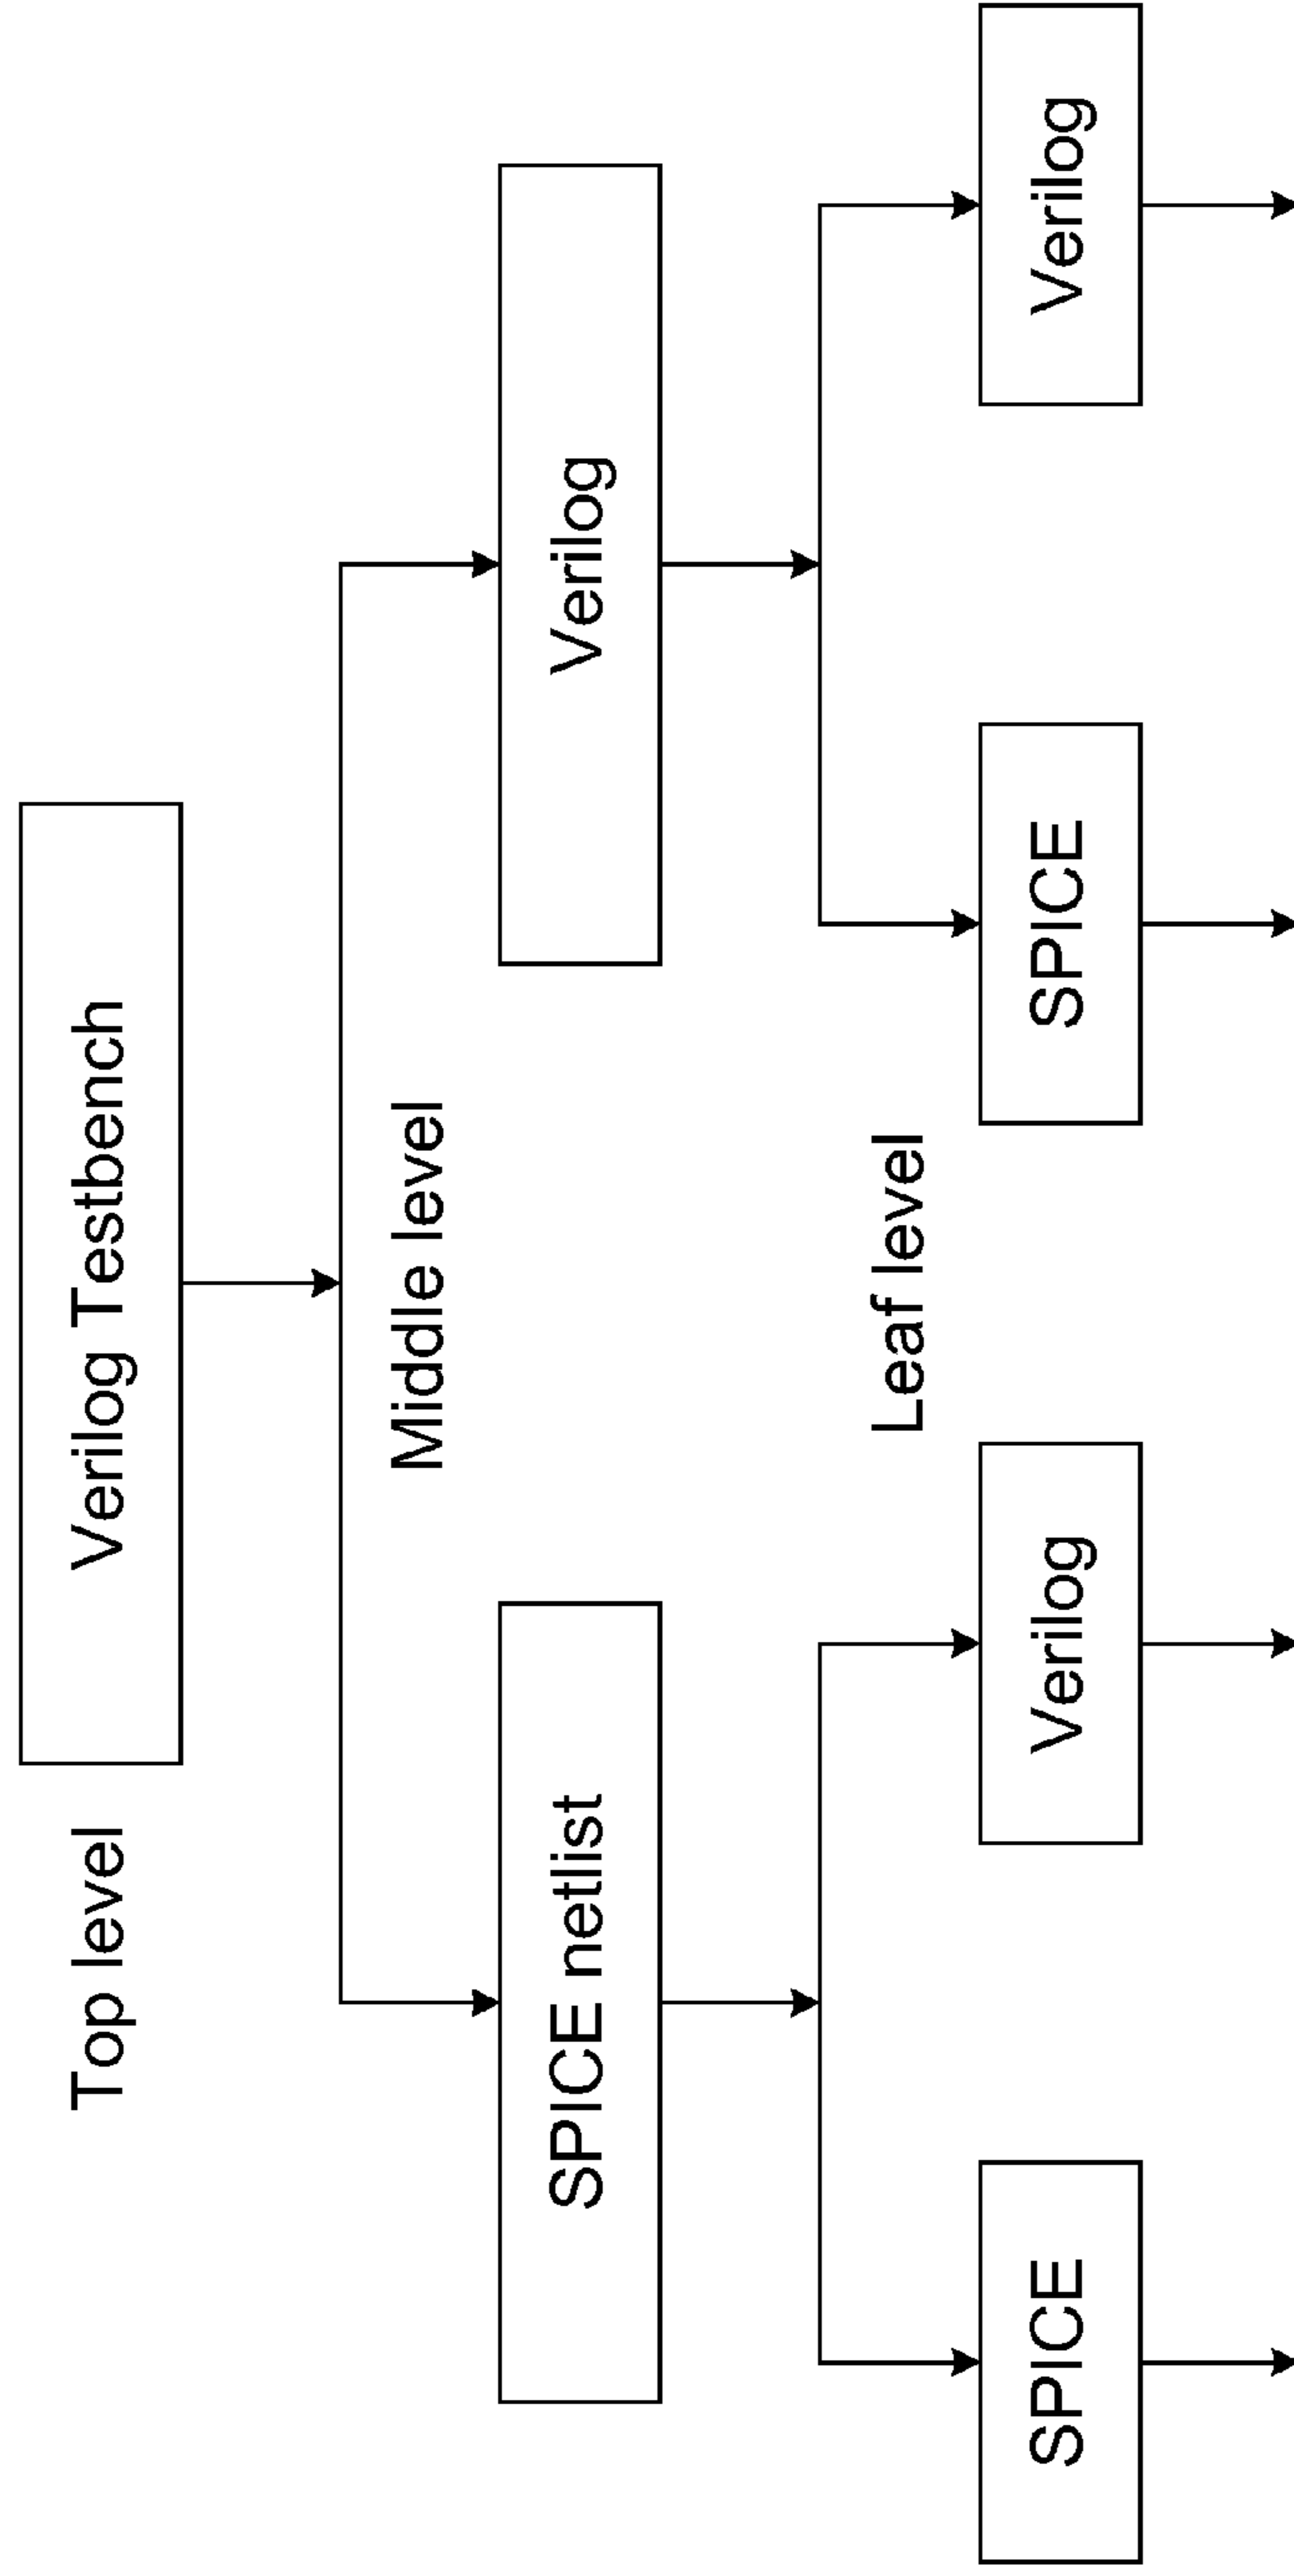 Top level
Verilog Testbench
Middle level
SPICE netlist
Verilog
Leaf level
SPICE
Verilog
SPICE
Verilog